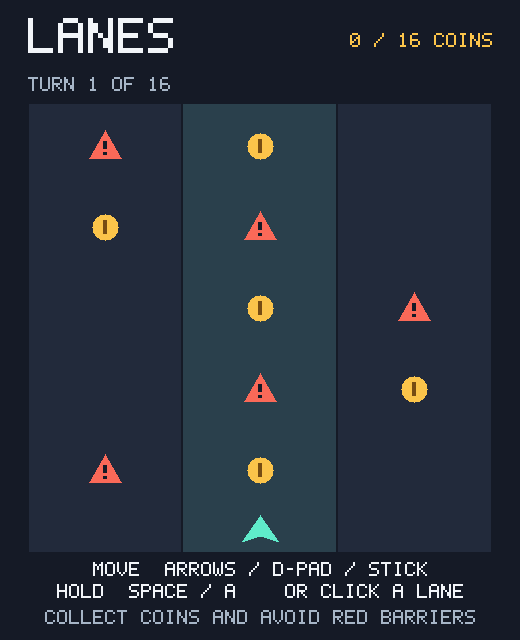 LANES
0 / 16 COINS
TURN 1 OF 16
MOVE  ARROWS / D-PAD / STICK
HOLD  SPACE / A    OR CLICK A LANE
COLLECT COINS AND AVOID RED BARRIERS